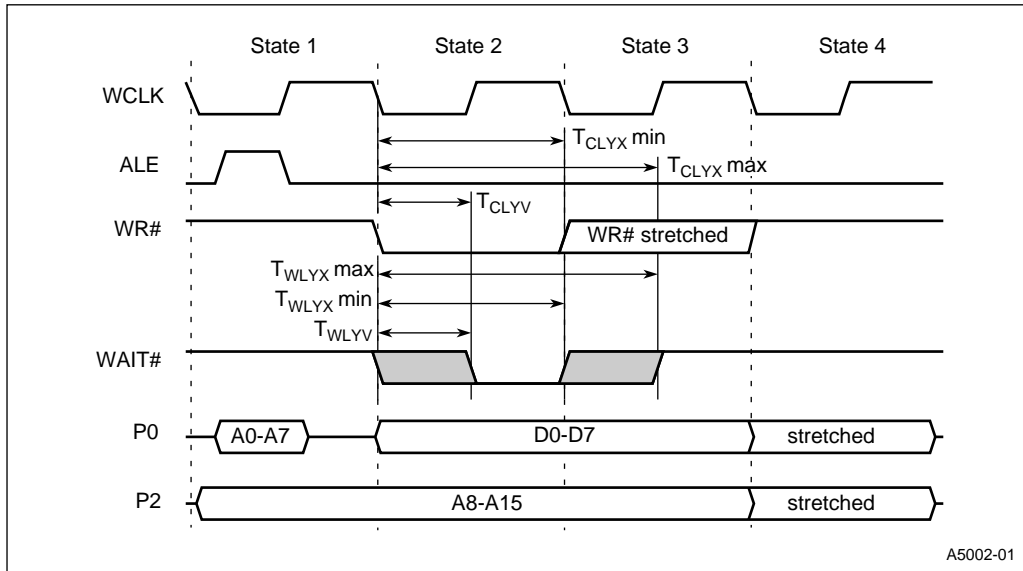 State 1 State 2 State 3 State 4
WCLK
T_CLYX min
ALE T_CLYX max
T_CLYV
WR# WR# stretched
T_WLYX max
T_WLYX min
T_WLYV
WAIT#
P0 A0-A7 D0-D7 stretched
P2 A8-A15 stretched
A5002-01